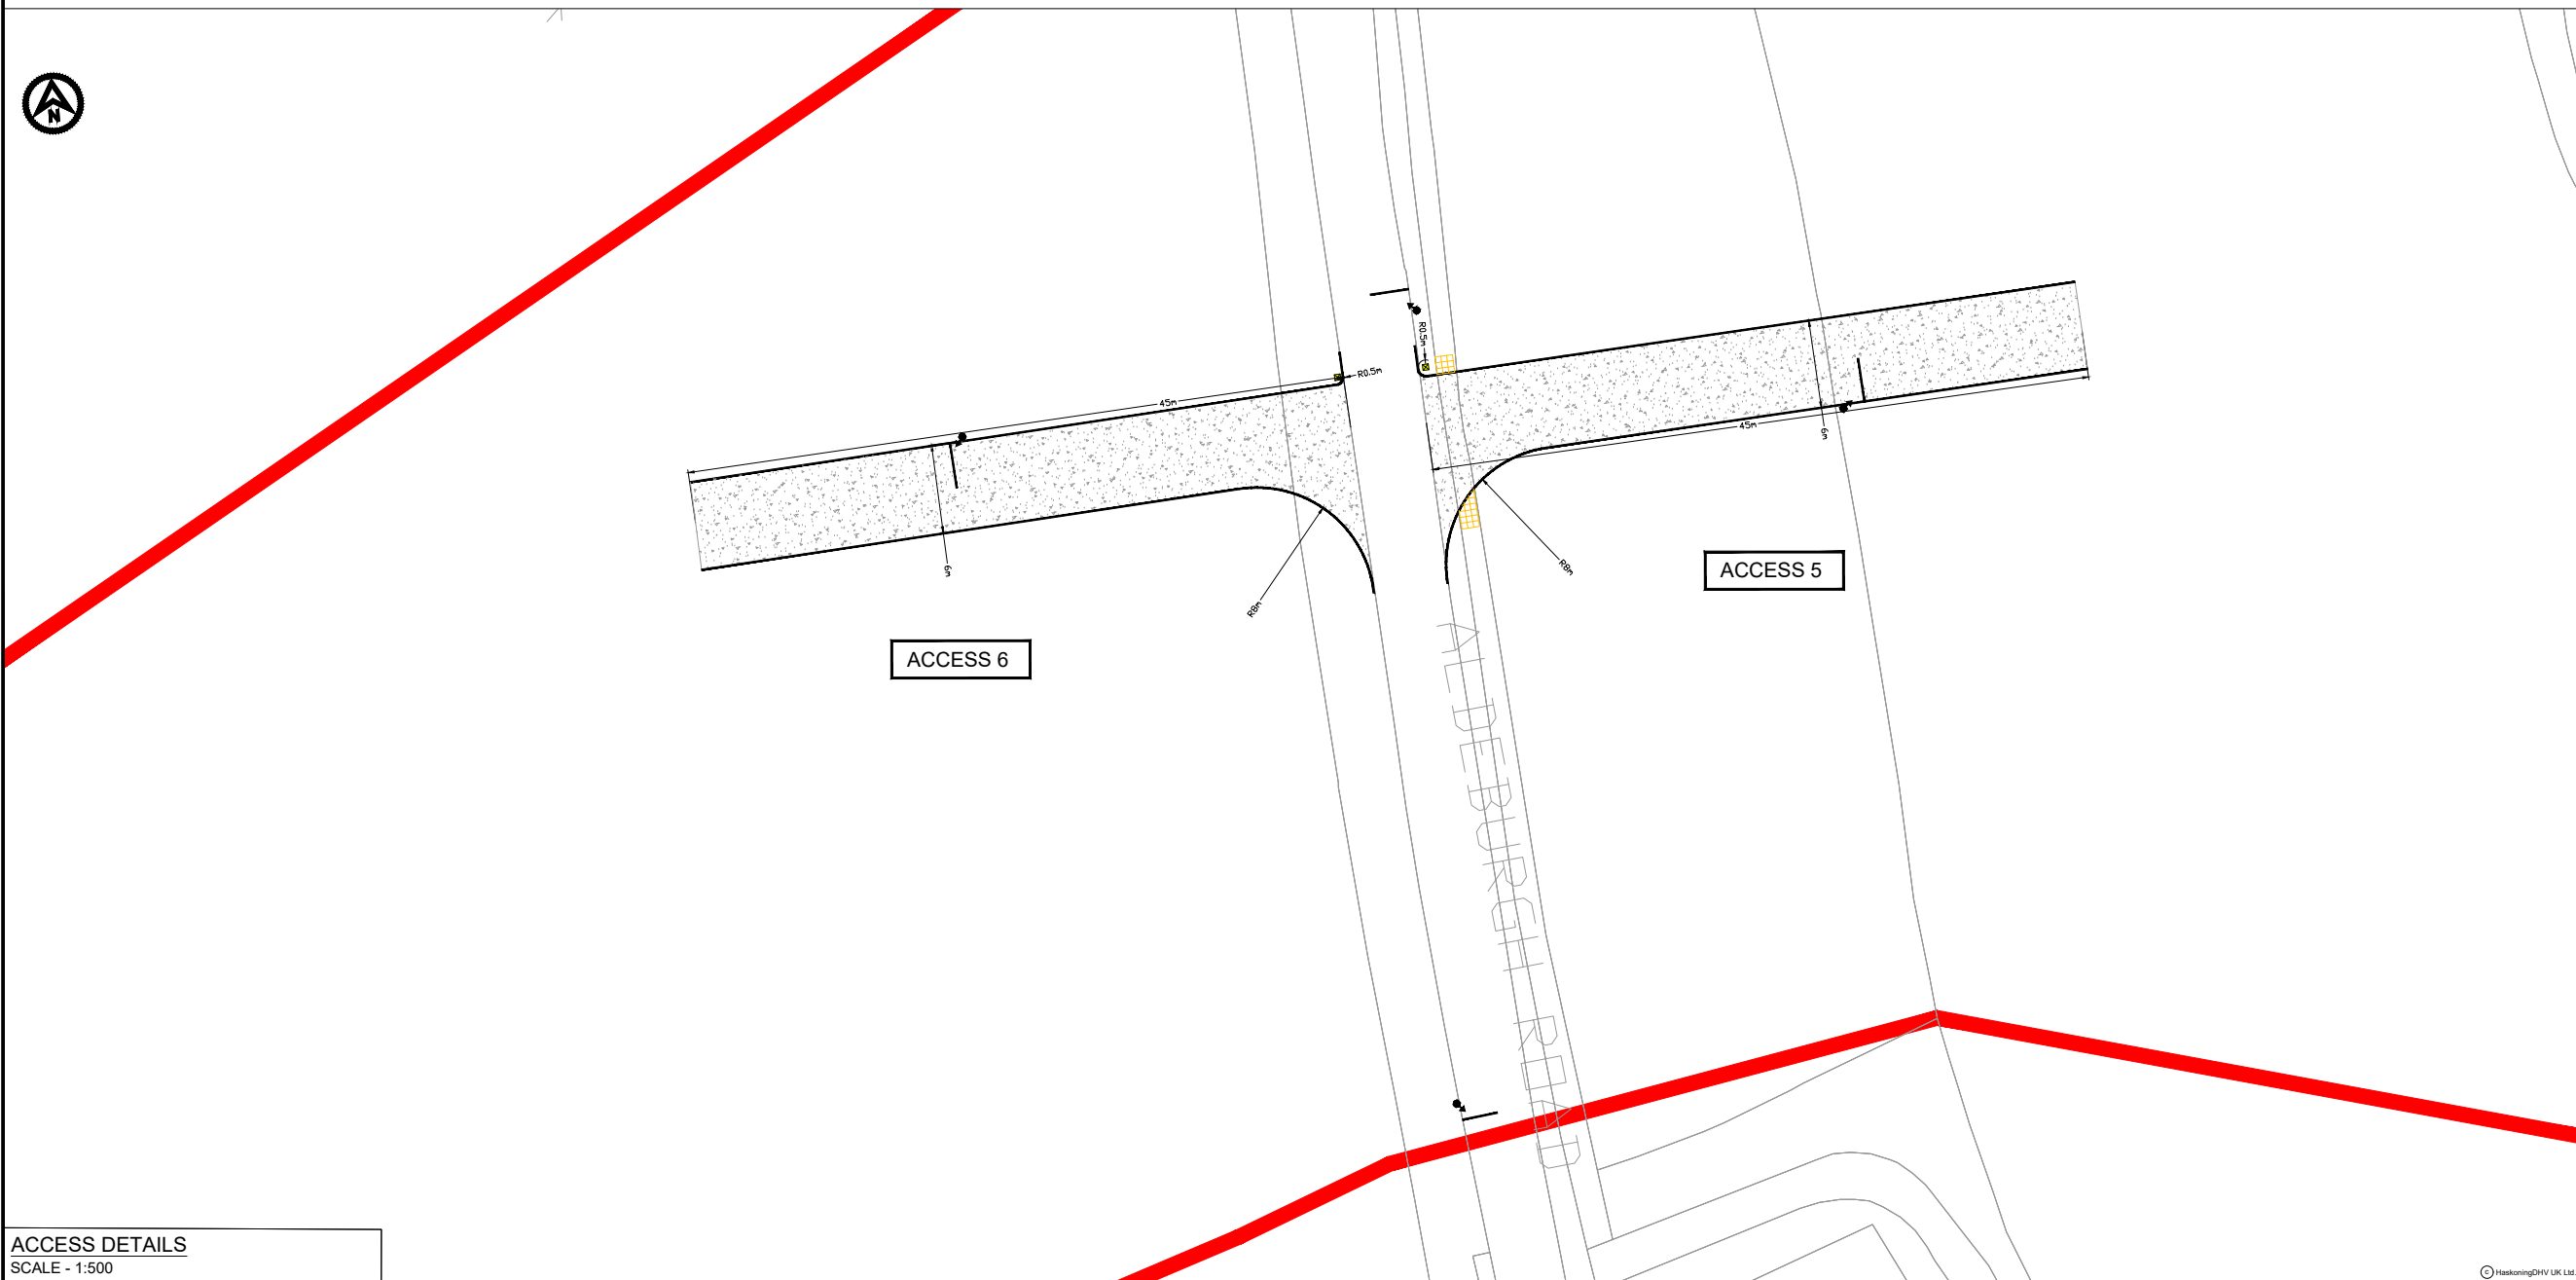 N
R0.5m
R0.5m
45m
45m
6m
6m
R8m
R8m
ACCESS 5
ACCESS 6
ALDEBURGH ROAD
ACCESS DETAILS
SCALE - 1:500
© HaskoningDHV UK Ltd.